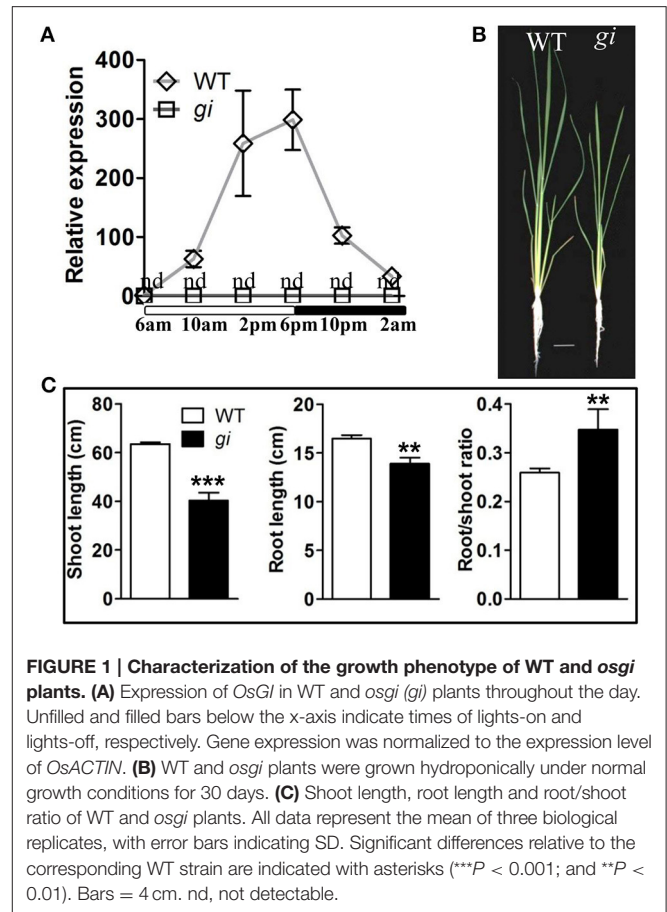 A
400
300
200
100
0
Relative expression
WT
gi
nd nd nd nd nd nd
6am 10am 2pm 6pm 10pm 2am
B
WT gi
C
80
60
40
20
0
Shoot length (cm)
WT
gi
***
20
15
10
5
0
Root length (cm)
**
0.4
0.3
0.2
0.1
0.0
Root/shoot ratio
**
FIGURE 1 | Characterization of the growth phenotype of WT and osgi
plants. (A) Expression of OsGI in WT and osgi (gi) plants throughout the day.
Unfilled and filled bars below the x-axis indicate times of lights-on and
lights-off, respectively. Gene expression was normalized to the expression level
of OsACTIN. (B) WT and osgi plants were grown hydroponically under normal
growth conditions for 30 days. (C) Shoot length, root length and root/shoot
ratio of WT and osgi plants. All data represent the mean of three biological
replicates, with error bars indicating SD. Significant differences relative to the
corresponding WT strain are indicated with asterisks (***P < 0.001; and **P <
0.01). Bars = 4 cm. nd, not detectable.